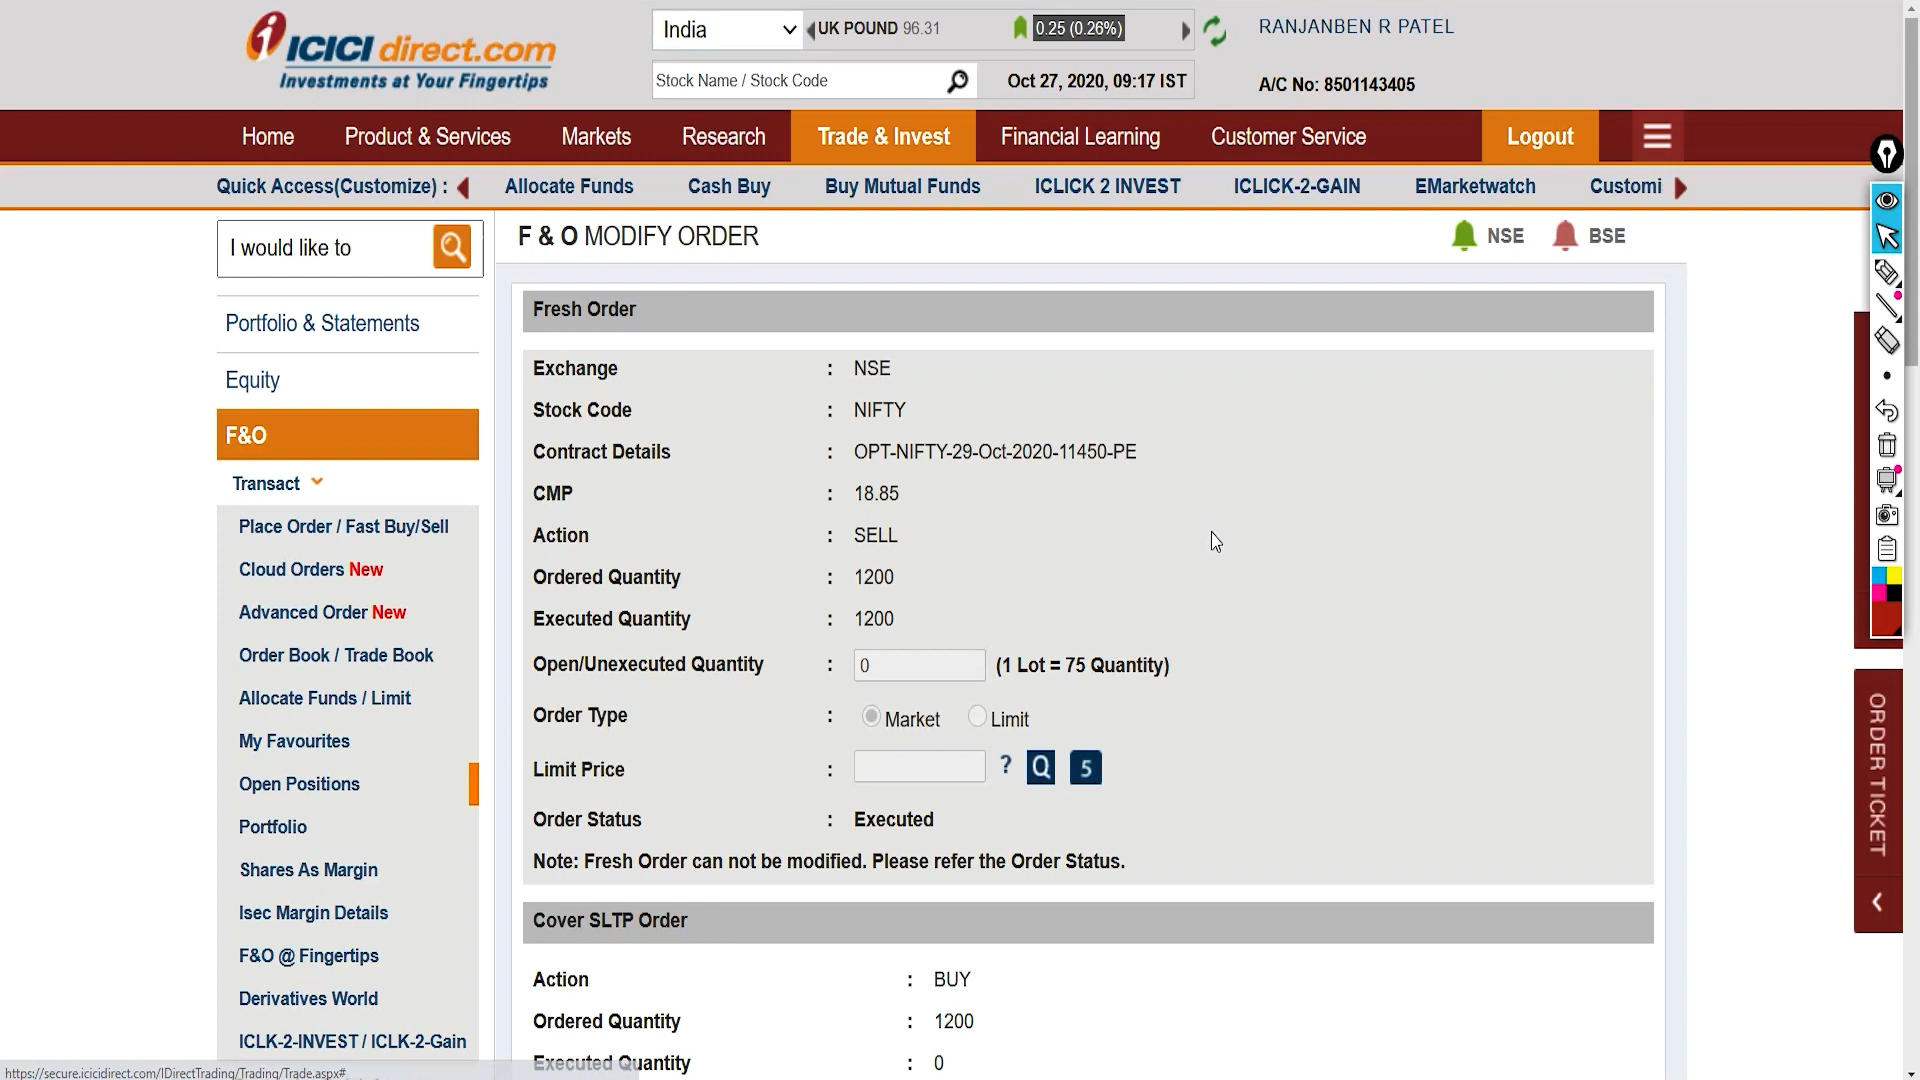 ICICI direct.com
Investments at Your Fingertips
India
UK POUND 96.31
0.25 (0.26%)
RANJANBEN R PATEL
Stock Name / Stock Code
Oct 27, 2020, 09:17 IST
A/C No: 8501143405
Home
Product & Services
Markets
Research
Trade & Invest
Financial Learning
Customer Service
Logout
Quick Access(Customize) :
Allocate Funds
Cash Buy
Buy Mutual Funds
ICLICK 2 INVEST
ICLICK-2-GAIN
EMarketwatch
Customi
I would like to
F & O MODIFY ORDER
NSE
BSE
Portfolio & Statements
Equity
F&O
Transact
Place Order / Fast Buy/Sell
Cloud Orders New
Advanced Order New
Order Book / Trade Book
Allocate Funds / Limit
My Favourites
Open Positions
Portfolio
Shares As Margin
Isec Margin Details
F&O @ Fingertips
Derivatives World
ICLK-2-INVEST / ICLK-2-Gain
Fresh Order
Exchange : NSE
Stock Code : NIFTY
Contract Details : OPT-NIFTY-29-Oct-2020-11450-PE
CMP : 18.85
Action : SELL
Ordered Quantity : 1200
Executed Quantity : 1200
Open/Unexecuted Quantity : 0 (1 Lot = 75 Quantity)
Order Type : Market Limit
Limit Price : ? Q 5
Order Status : Executed
Note: Fresh Order can not be modified. Please refer the Order Status.
Cover SLTP Order
Action : BUY
Ordered Quantity : 1200
Executed Quantity : 0
ORDER TICKET
https://secure.icicidirect.com/IDirectTrading/Trading/Trade.aspx#